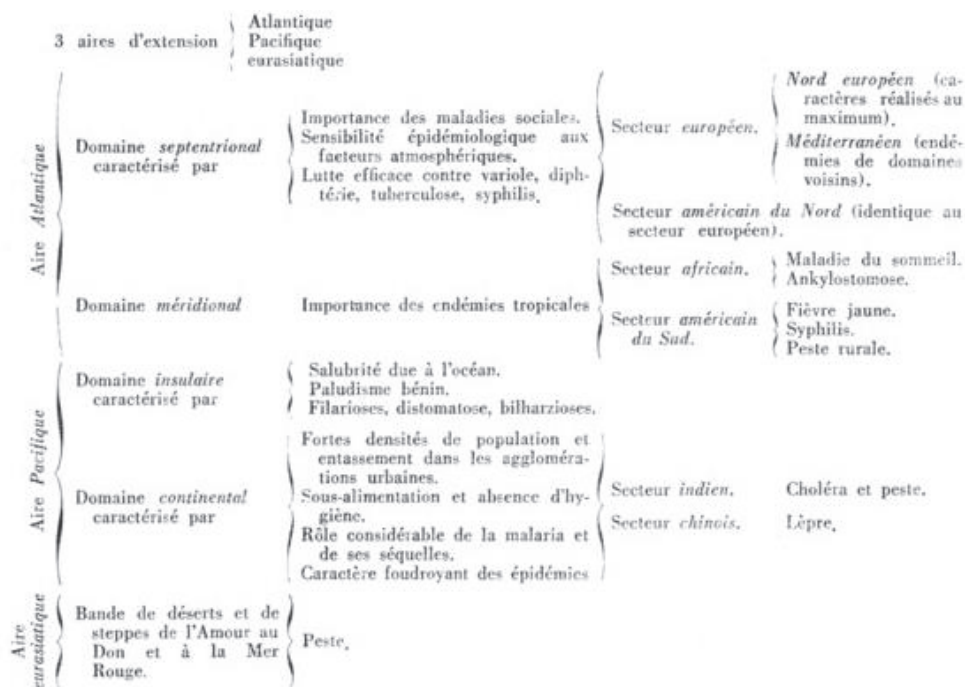 3 aires d'extension
Atlantique
Pacifique
eurasiatique
Aire Atlantique
Domaine septentrional
caractérisé par
Importance des maladies sociales.
Sensibilité épidémiologique aux
facteurs atmosphériques.
Lutte efficace contre variole, diph-
térie, tuberculose, syphilis.
Secteur européen.
Nord européen (ca-
ractères réalisés au
maximum).
Méditerranéen (endé-
mies de domaines
voisins).
Secteur américain du Nord (identique au
secteur européen).
Domaine méridional
Importance des endémies tropicales
Secteur africain.
Maladie du sommeil.
Ankylostomose.
Secteur américain
du Sud.
Fièvre jaune.
Syphilis.
Peste rurale.
Aire Pacifique
Domaine insulaire
caractérisé par
Salubrité due à l'océan.
Paludisme bénin.
Filarioses, distomatose, bilharzioses.
Domaine continental
caractérisé par
Fortes densités de population et
entassement dans les aggloméra-
tions urbaines.
Sous-alimentation et absence d'hy-
giène.
Rôle considérable de la malaria et
de ses séquelles.
Caractère foudroyant des épidémies
Secteur indien.
Choléra et peste.
Secteur chinois.
Lèpre.
Aire
eurasiatique
Bande de déserts et de
steppes de l'Amour au
Don et à la Mer
Rouge.
Peste.